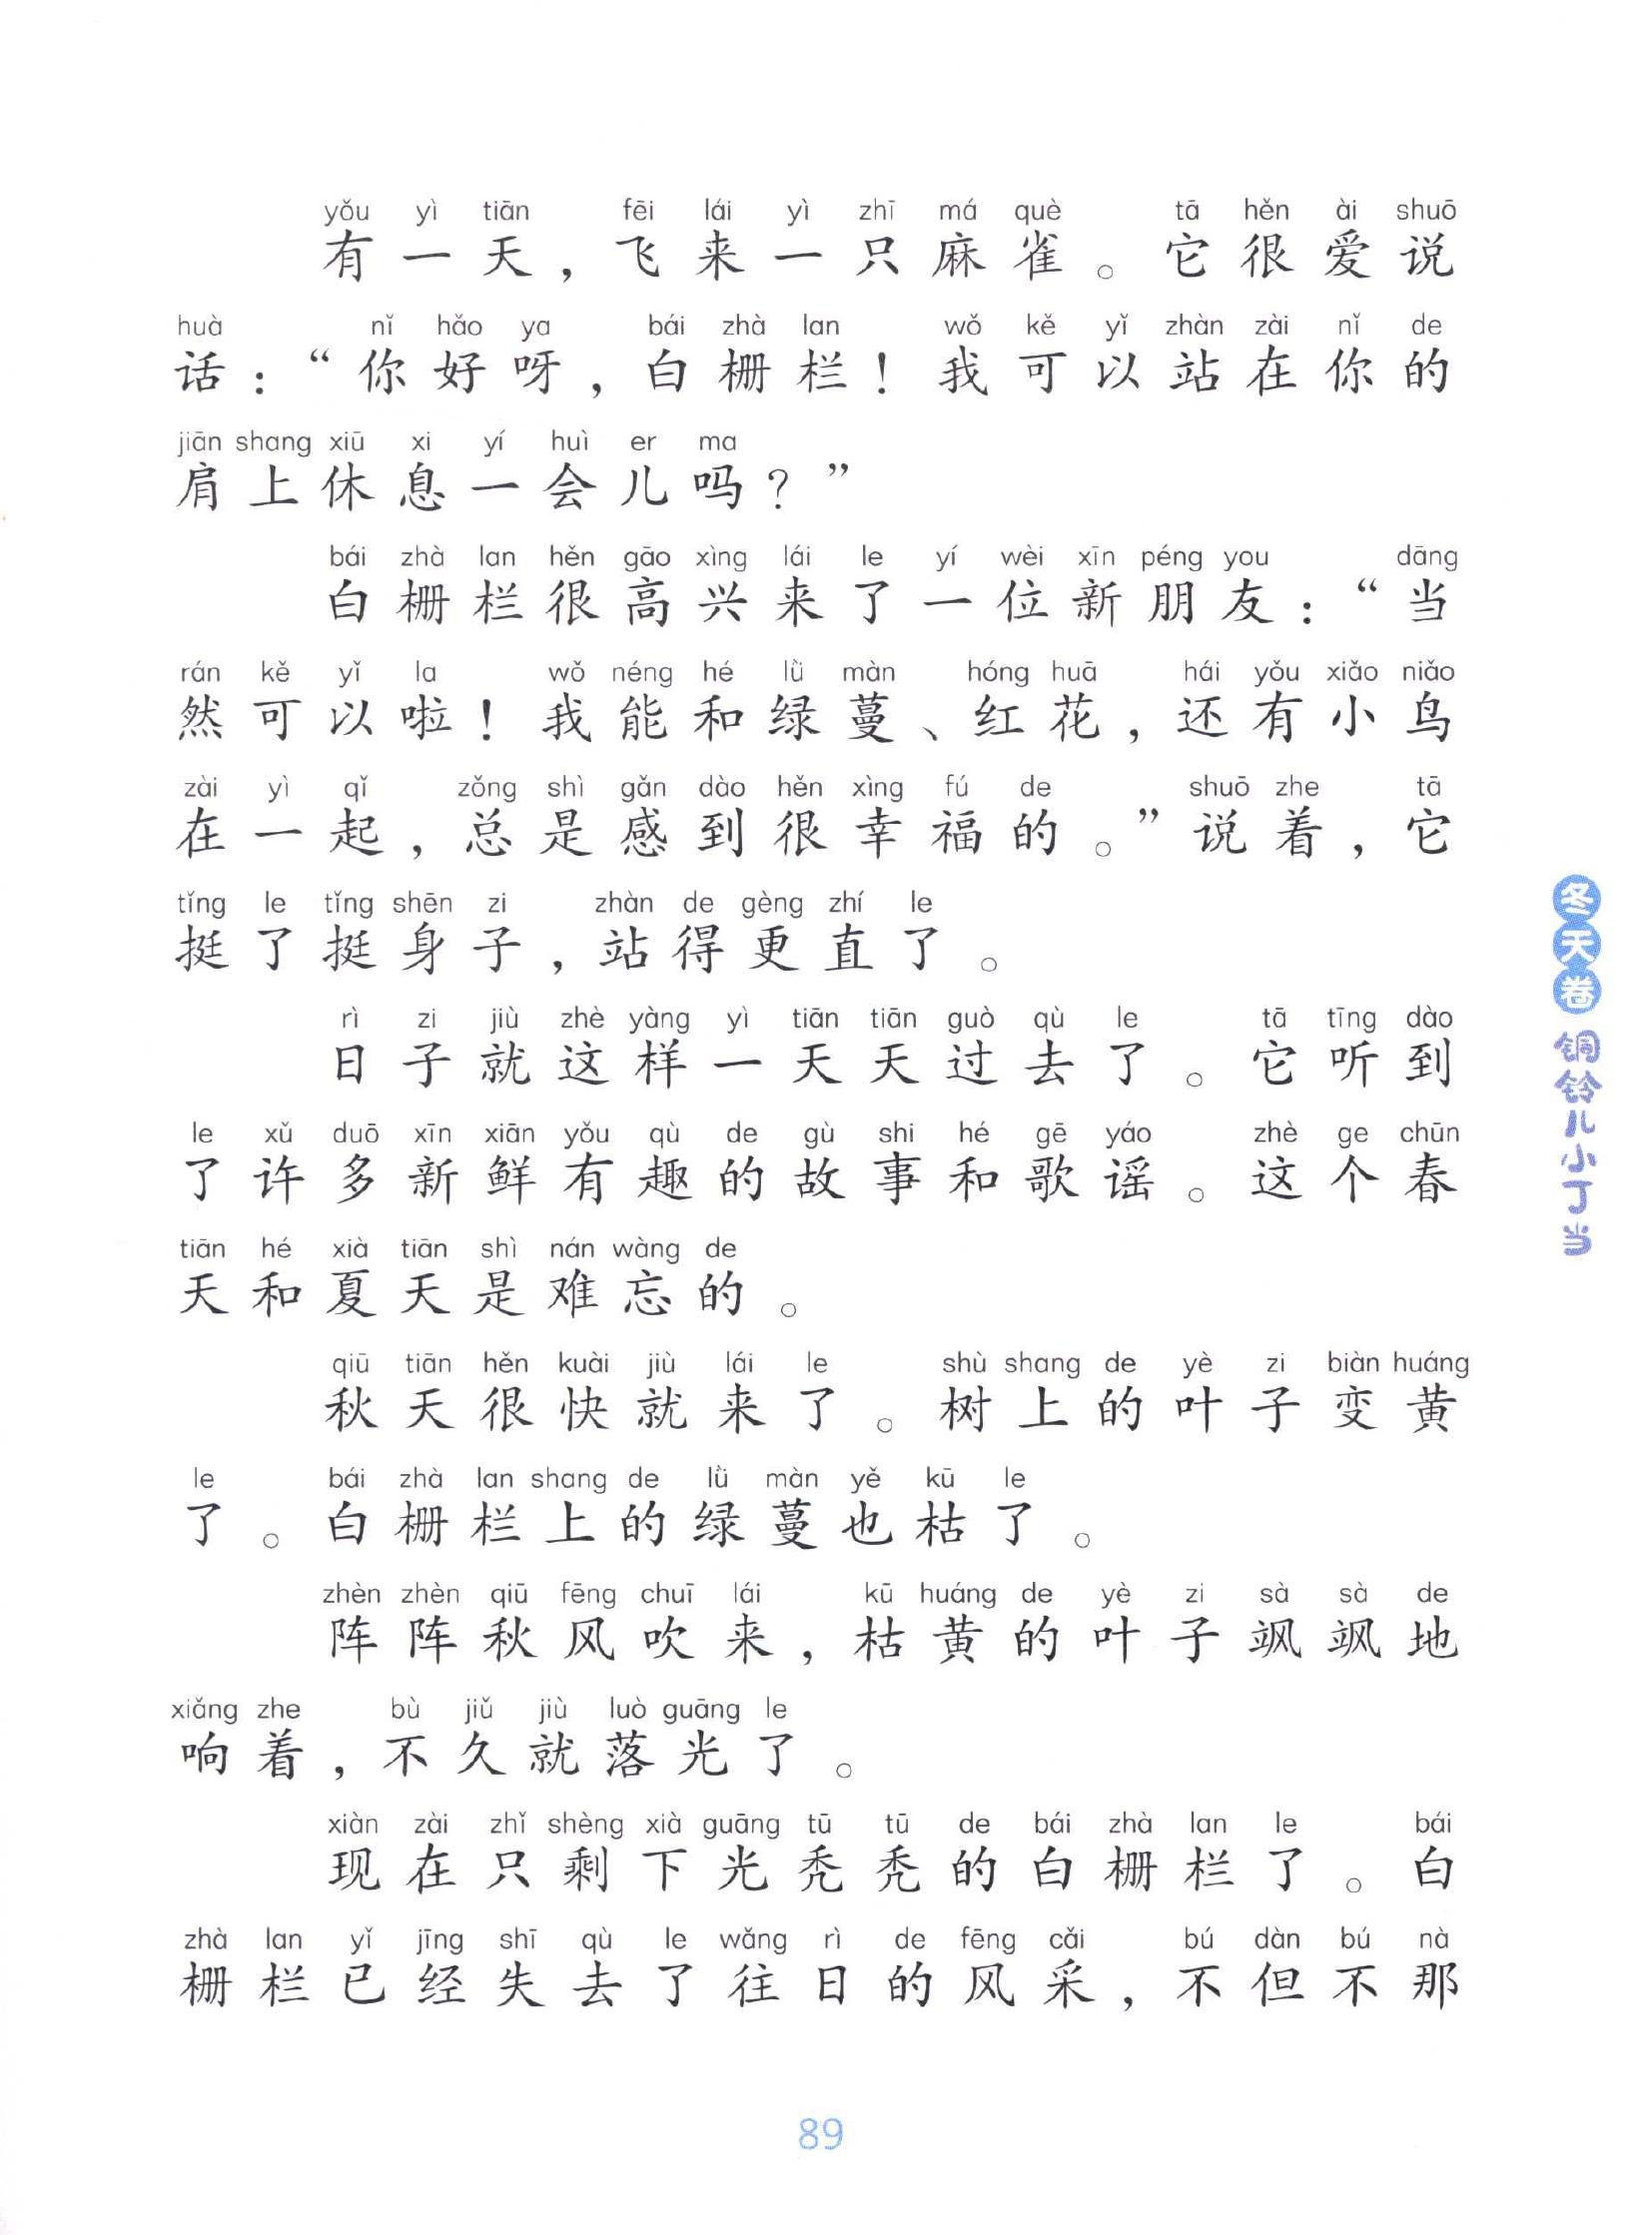 yǒu yì tiān fēi lái yì zhī má què tā hěn ài shuō
有一天，飞来一只麻雀。它很爱说
huà nǐ hǎo ya bái zhà lan wǒ kě yǐ zhàn zài nǐ de
话：“你好呀，白栅栏！我可以站在你的
jiān shang xiū xi yí huì er ma
肩上休息一会儿吗？”
bái zhà lan hěn gāo xìng lái le yí wèi xīn péng you dāng
白栅栏很高兴来了一位新朋友：“当
rán kě yǐ la wǒ néng hé lǜ màn hóng huā hái yǒu xiǎo niǎo
然可以啦！我能和绿蔓、红花，还有小鸟
zài yì qǐ zǒng shì gǎn dào hěn xìng fú de shuō zhe tā
在一起，总是感到很幸福的。”说着，它
tǐng le tǐng shēn zi zhàn de gèng zhí le
挺了挺身子，站得更直了。
rì zi jiù zhè yàng yì tiān tiān guò qù le tā tīng dào
日子就这样一天天过去了。它听到
le xǔ duō xīn xiān yǒu qù de gù shi hé gē yáo zhè ge chūn
了许多新鲜有趣的故事和歌谣。这个春
tiān hé xià tiān shì nán wàng de
天和夏天是难忘的。
qiū tiān hěn kuài jiù lái le shù shang de yè zi biàn huáng
秋天很快就来了。树上的叶子变黄
le bái zhà lan shang de lǜ màn yě kū le
了。白栅栏上的绿蔓也枯了。
zhèn zhèn qiū fēng chuī lái kū huáng de yè zi sà sà de
阵阵秋风吹来，枯黄的叶子飒飒地
xiǎng zhe bù jiǔ jiù luò guāng le
响着，不久就落光了。
xiàn zài zhǐ shèng xià guāng tū tū de bái zhà lan le bái
现在只剩下光秃秃的白栅栏了。白
zhà lan yǐ jīng shī qù le wǎng rì de fēng cǎi bú dàn bú nà
栅栏已经失去了往日的风采，不但不那
冬天卷 铜铃儿小丁当
89